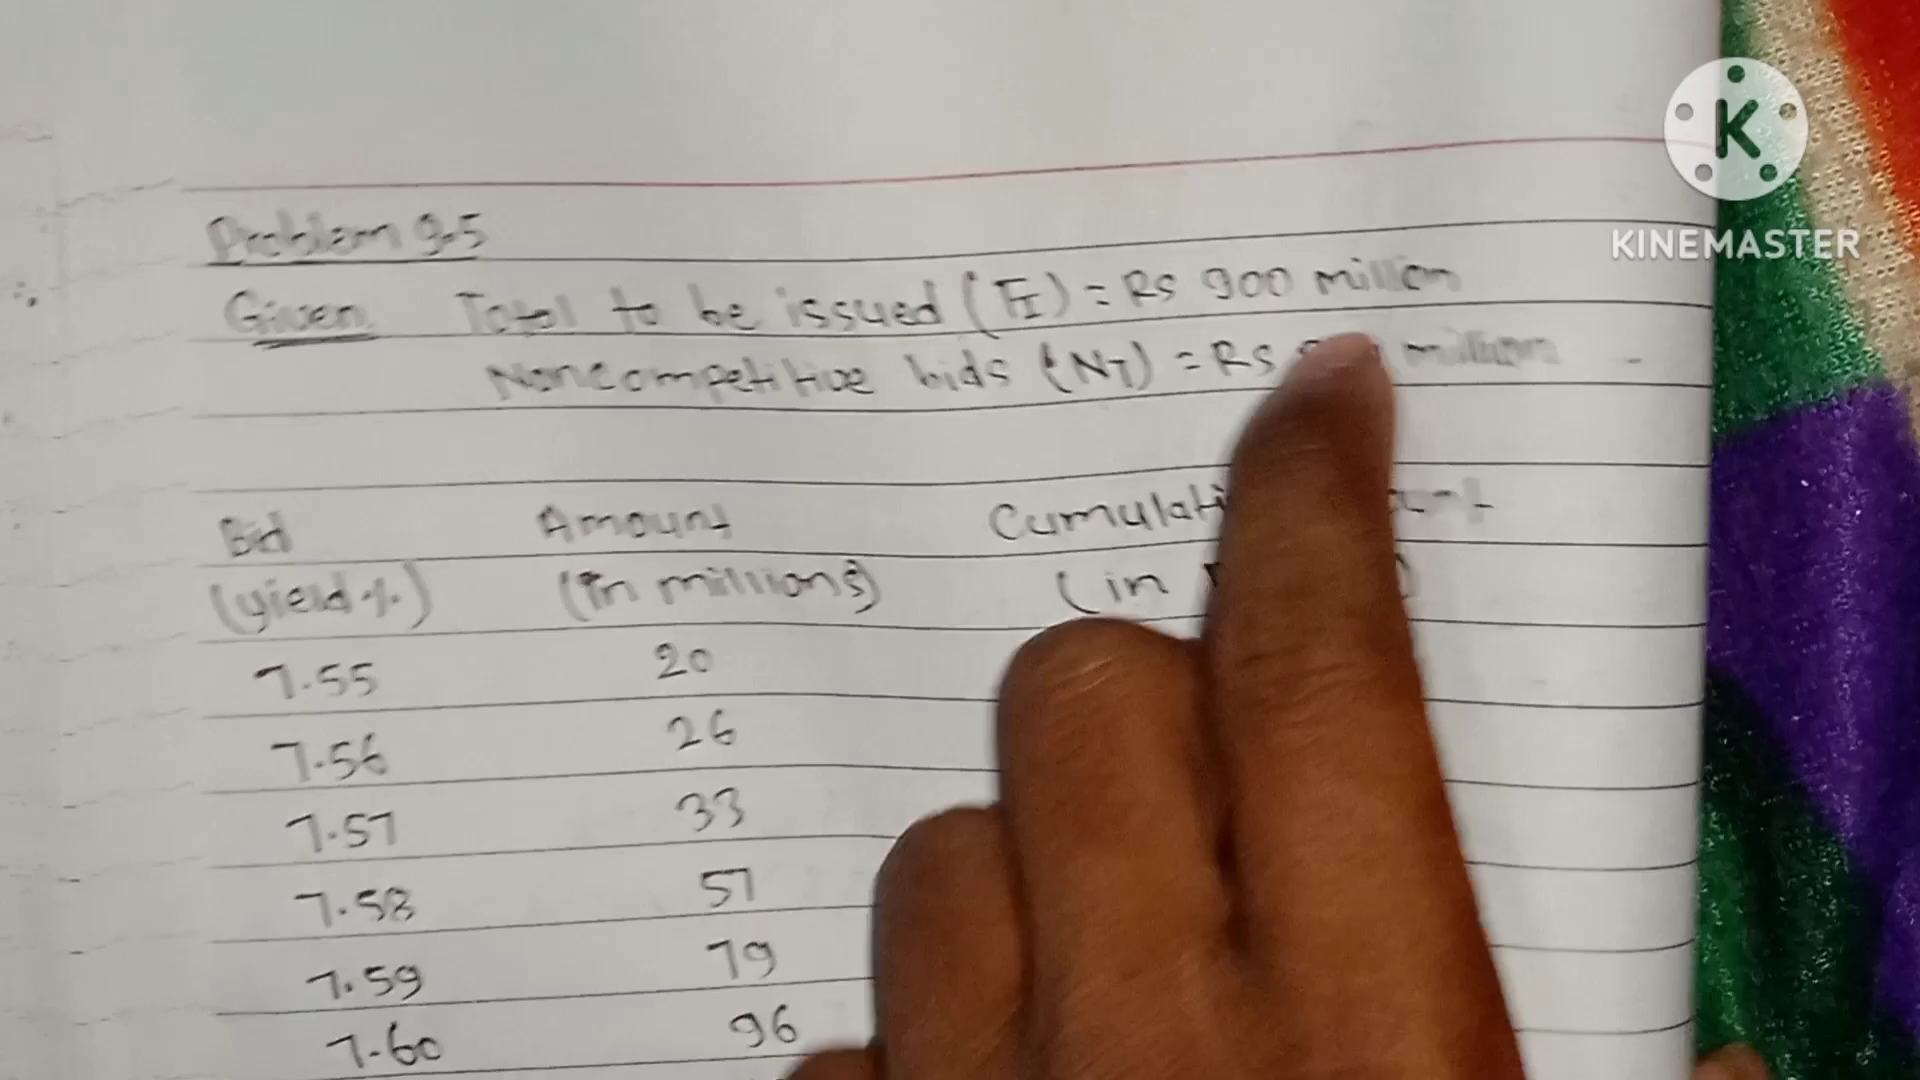 K
KINEMASTER
Problem 9.5
Given Total to be issued (TI) = Rs 900 million
Noncompetitive bids (NT) = Rs million
Bid Amount
(yield %) (in millions) (in
7.55 20
7.56 26
7.57 33
7.58 57
7.59 79
7.60 96